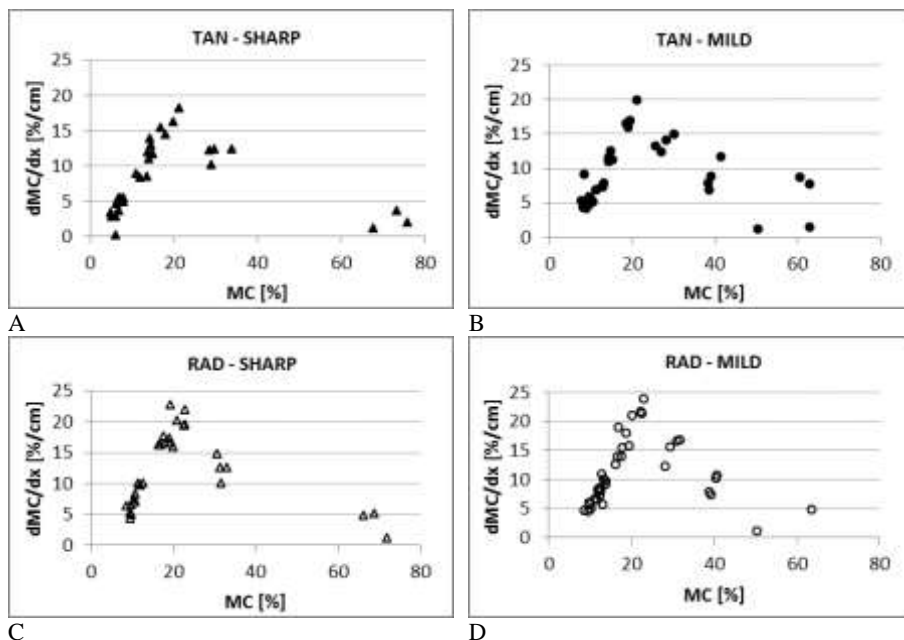 TAN - SHARP
dMC/dx [%/cm]
25
20
15
10
5
0
0 20 40 60 80
MC [%]
A
TAN - MILD
dMC/dx [%/cm]
25
20
15
10
5
0
0 20 40 60 80
MC [%]
B
RAD - SHARP
dMC/dx [%/cm]
25
20
15
10
5
0
0 20 40 60 80
MC [%]
C
RAD - MILD
dMC/dx [%/cm]
25
20
15
10
5
0
0 20 40 60 80
MC [%]
D